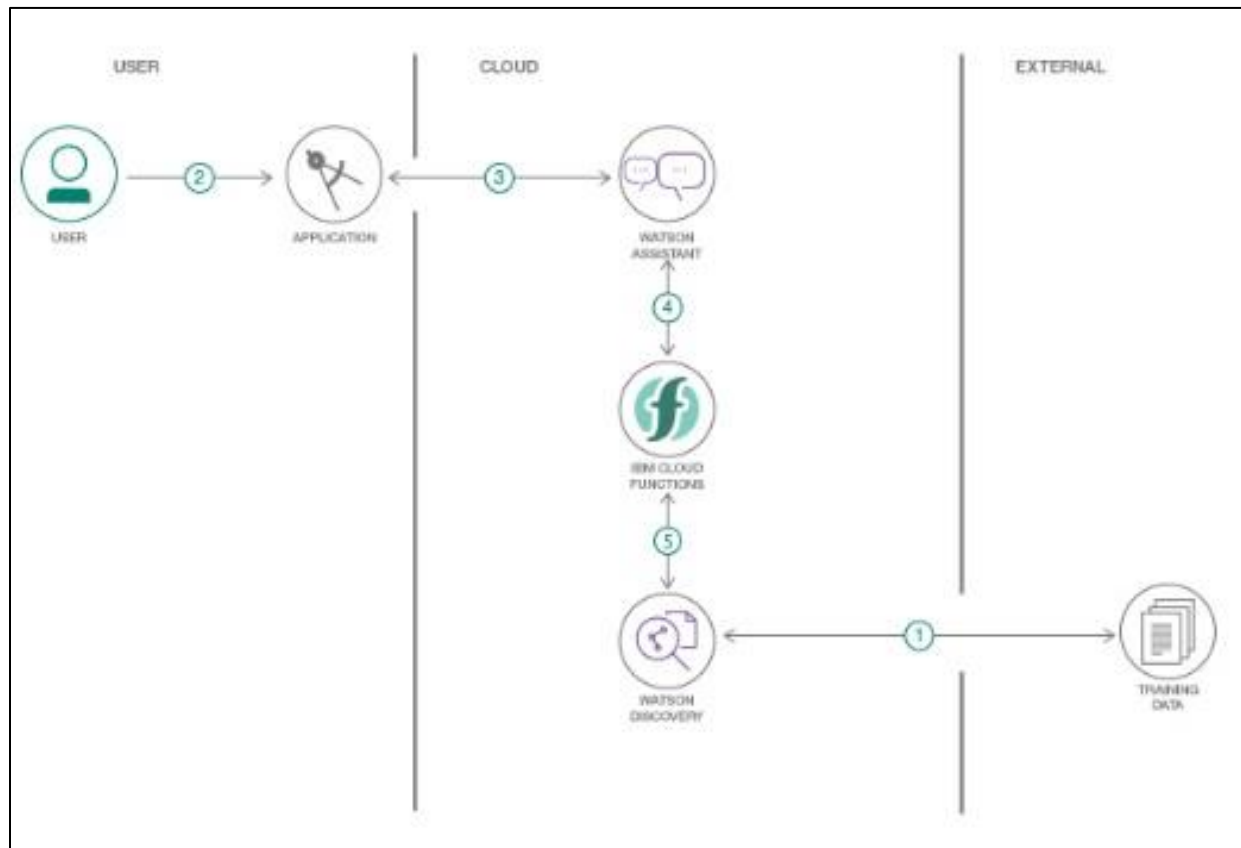 USER
CLOUD
EXTERNAL
2
3
USER
APPLICATION
WATSON
ASSISTANT
4
IBM CLOUD
FUNCTIONS
5
1
WATSON
DISCOVERY
TRAINING
DATA